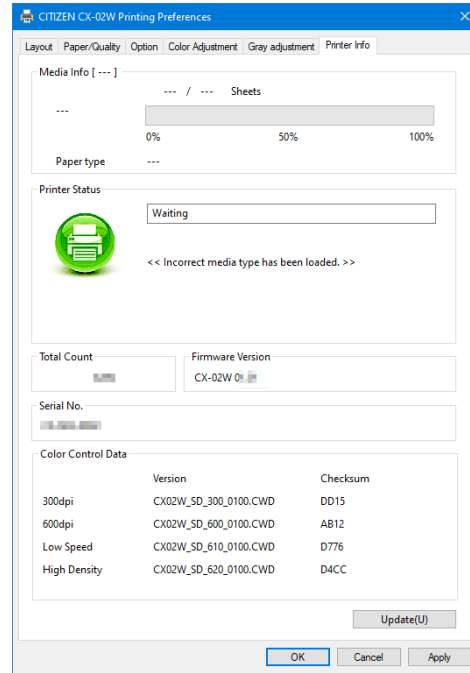 CITIZEN CX-02W Printing Preferences
Layout Paper/Quality Option Color Adjustment Gray adjustment Printer Info
Media Info [ --- ]
--- / --- Sheets
---
0% 50% 100%
Paper type ---
Printer Status
Waiting
<< Incorrect media type has been loaded. >>
Total Count Firmware Version
CX-02W
Serial No.
Color Control Data
Version Checksum
300dpi CX02W_SD_300_0100.CWD DD15
600dpi CX02W_SD_600_0100.CWD AB12
Low Speed CX02W_SD_610_0100.CWD D776
High Density CX02W_SD_620_0100.CWD D4CC
Update(U)
OK Cancel Apply